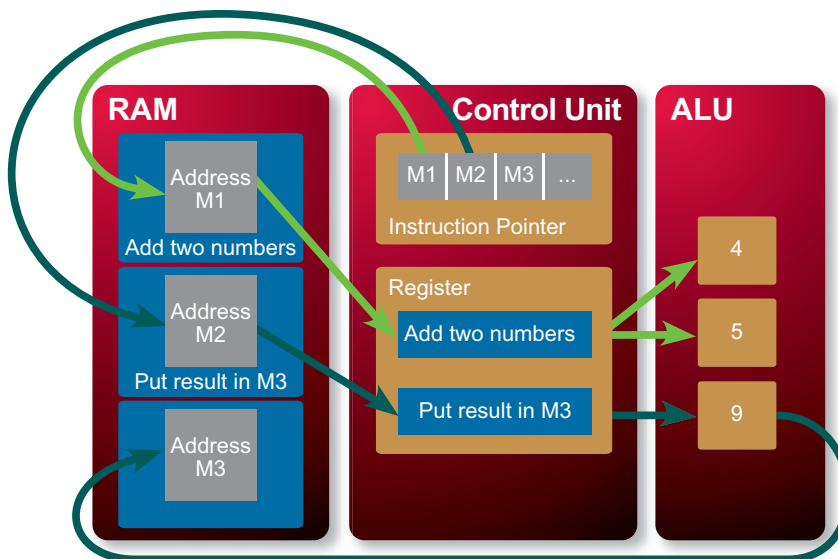 RAM
Address
M1
Add two numbers
Address
M2
Put result in M3
Address
M3
Control Unit
M1 M2 M3 ...
Instruction Pointer
Register
Add two numbers
Put result in M3
ALU
4
5
9